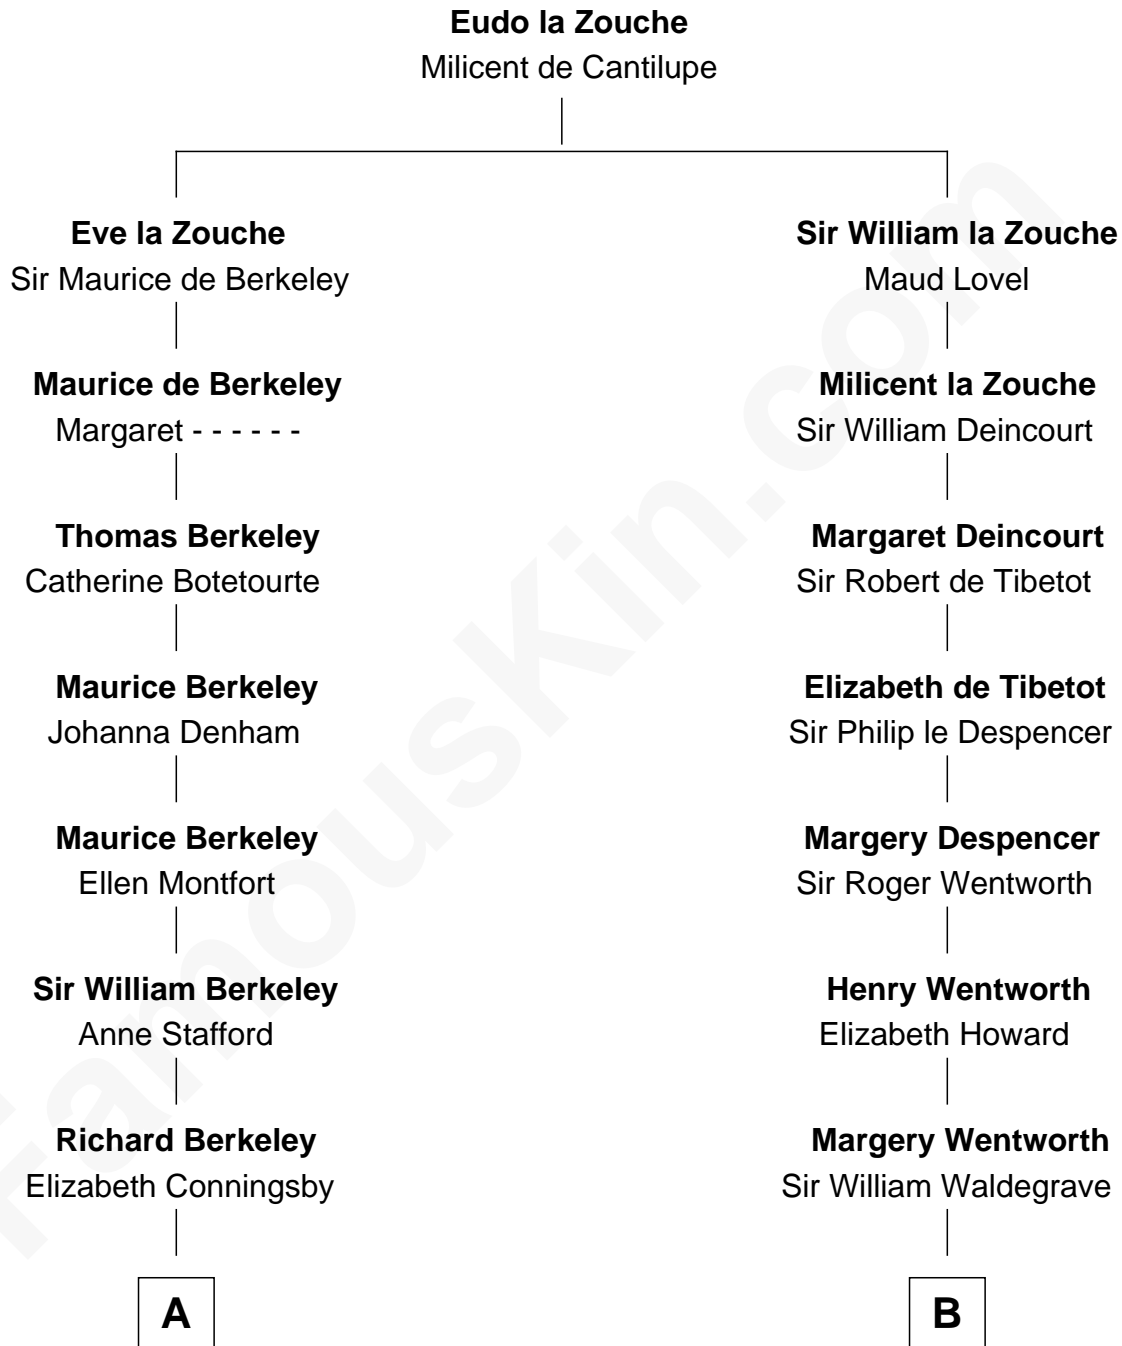 Eudo la Zouche
Milicent de Cantilupe
Eve la Zouche
Sir Maurice de Berkeley
Sir William la Zouche
Maud Lovel
Maurice de Berkeley
Margaret - - - - - -
Milicent la Zouche
Sir William Deincourt
Thomas Berkeley
Catherine Botetourte
Margaret Deincourt
Sir Robert de Tibetot
Maurice Berkeley
Johanna Denham
Elizabeth de Tibetot
Sir Philip le Despencer
Maurice Berkeley
Ellen Montfort
Margery Despencer
Sir Roger Wentworth
Sir William Berkeley
Anne Stafford
Henry Wentworth
Elizabeth Howard
Richard Berkeley
Elizabeth Conningsby
Margery Wentworth
Sir William Waldegrave
A
B
FamousKin.com